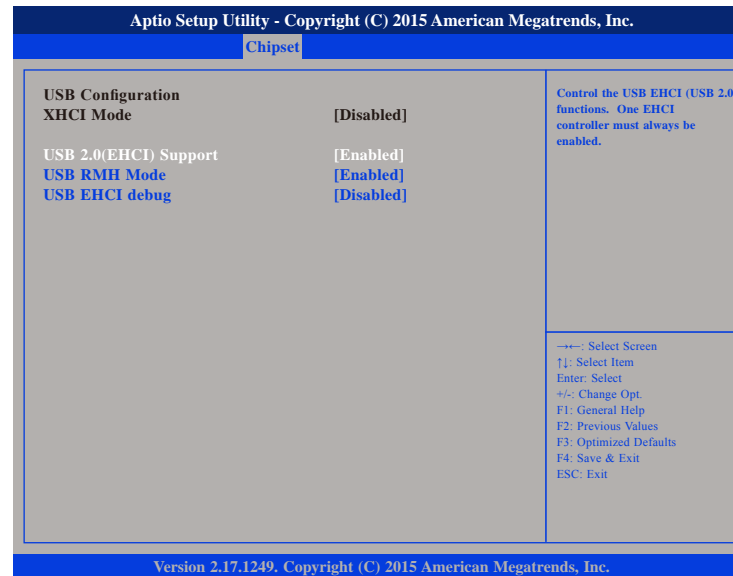 Aptio Setup Utility - Copyright (C) 2015 American Megatrends, Inc.
Chipset
USB Configuration
XHCI Mode [Disabled]
USB 2.0(EHCI) Support [Enabled]
USB RMH Mode [Enabled]
USB EHCI debug [Disabled]
Control the USB EHCI (USB 2.0
functions. One EHCI
controller must always be
enabled.
→←: Select Screen
↑↓: Select Item
Enter: Select
+/-: Change Opt.
F1: General Help
F2: Previous Values
F3: Optimized Defaults
F4: Save & Exit
ESC: Exit
Version 2.17.1249. Copyright (C) 2015 American Megatrends, Inc.